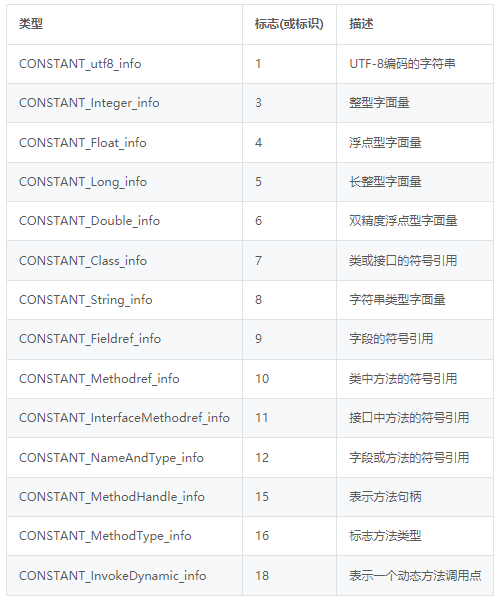 类型 标志(或标识) 描述
CONSTANT_utf8_info 1 UTF-8编码的字符串
CONSTANT_Integer_info 3 整型字面量
CONSTANT_Float_info 4 浮点型字面量
CONSTANT_Long_info 5 长整型字面量
CONSTANT_Double_info 6 双精度浮点型字面量
CONSTANT_Class_info 7 类或接口的符号引用
CONSTANT_String_info 8 字符串类型字面量
CONSTANT_Fieldref_info 9 字段的符号引用
CONSTANT_Methodref_info 10 类中方法的符号引用
CONSTANT_InterfaceMethodref_info 11 接口中方法的符号引用
CONSTANT_NameAndType_info 12 字段或方法的符号引用
CONSTANT_MethodHandle_info 15 表示方法句柄
CONSTANT_MethodType_info 16 标志方法类型
CONSTANT_InvokeDynamic_info 18 表示一个动态方法调用点